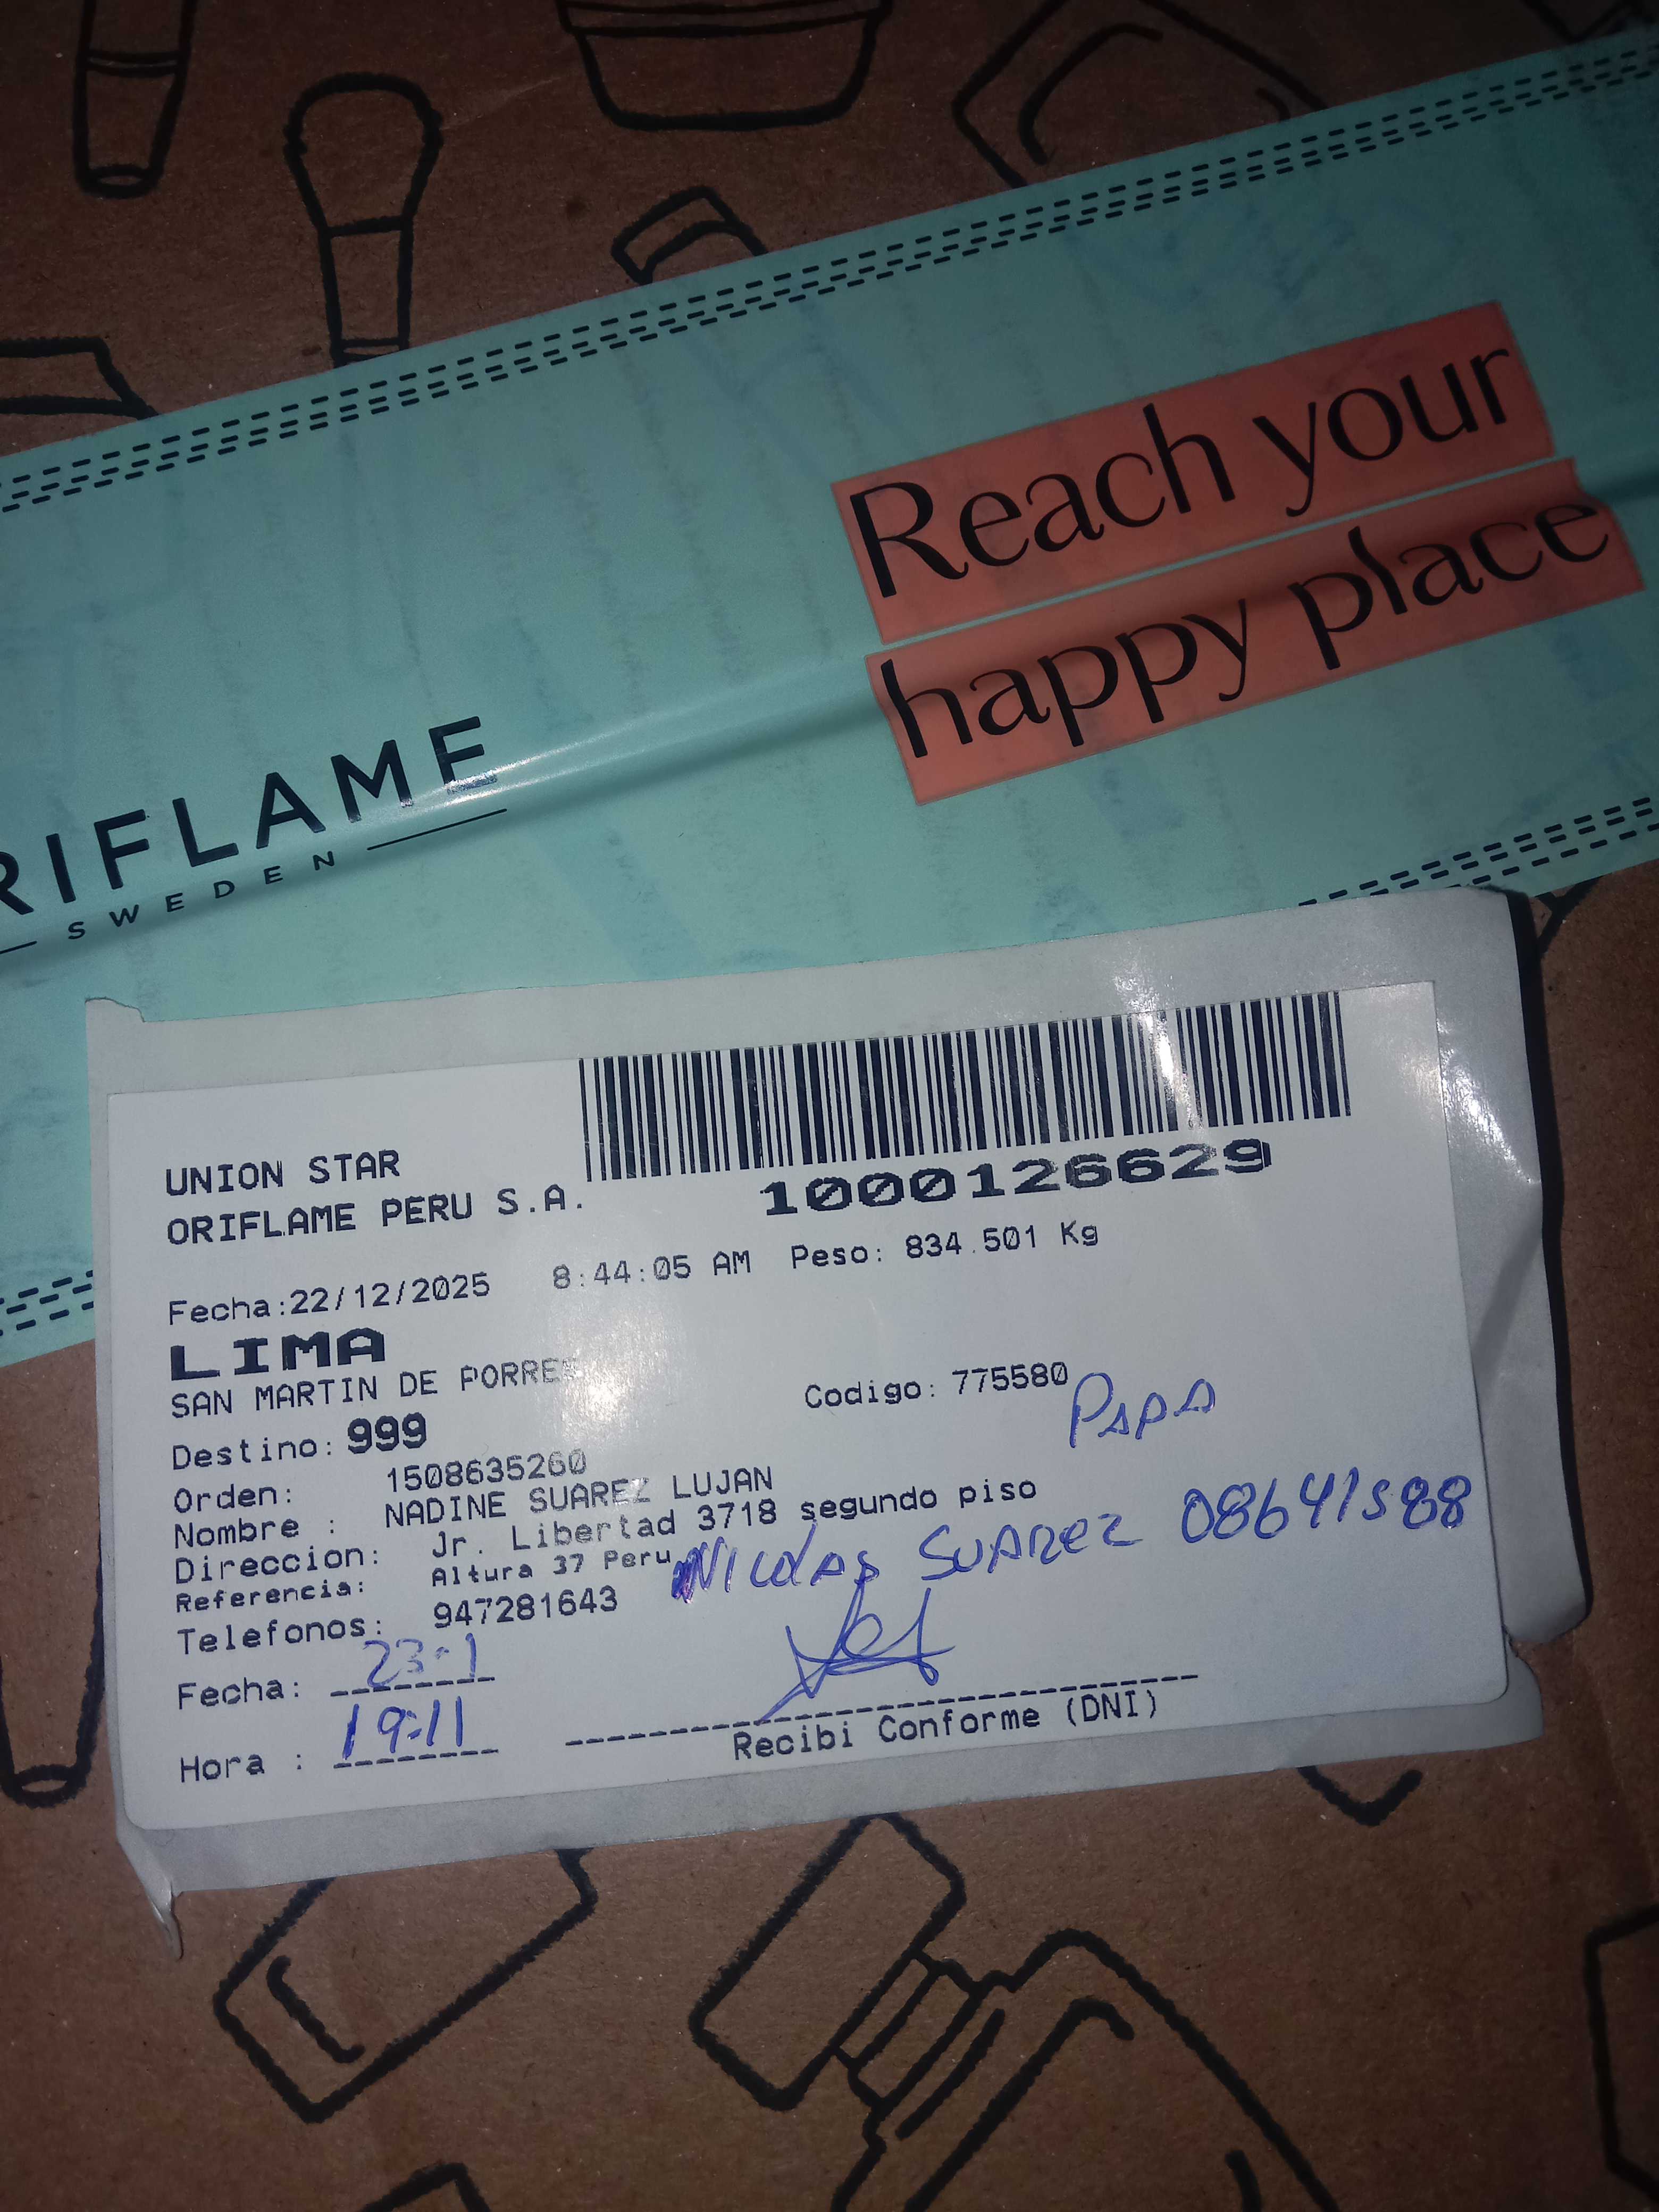 Reach your
happy place
RIFLAME
SWEDEN
UNION STAR
ORIFLAME PERU S.A.
1000126629
Fecha:22/12/2025 8:44:05 AM Peso: 834.501 Kg
LIMA
SAN MARTIN DE PORRES
Codigo: 775580
PAPA
Destino: 999
Orden: 1508635260
Nombre : NADINE SUAREZ LUJAN
Direccion: Jr. Libertad 3718 segundo piso
Referencia: Altura 37 Peru
NICOLAS SUAREZ 08641588
Telefonos: 947281643
Fecha: 23-1
Hora : 19:11
Recibi Conforme (DNI)